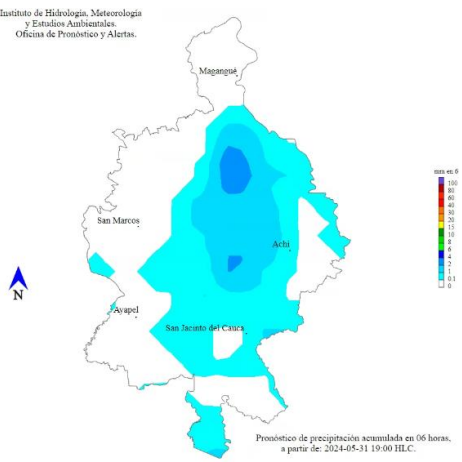 Instituto de Hidrología, Meteorología
y Estudios Ambientales.
Oficina de Pronóstico y Alertas.
Magangué
San Marcos
Achí
Ayapel
San Jacinto del Cauca
N
mm en 6
100
80
60
40
30
20
15
10
8
6
4
2
1
0.1
0
Pronóstico de precipitación acumulada en 06 horas,
a partir de: 2024-05-31 19:00 HLC.